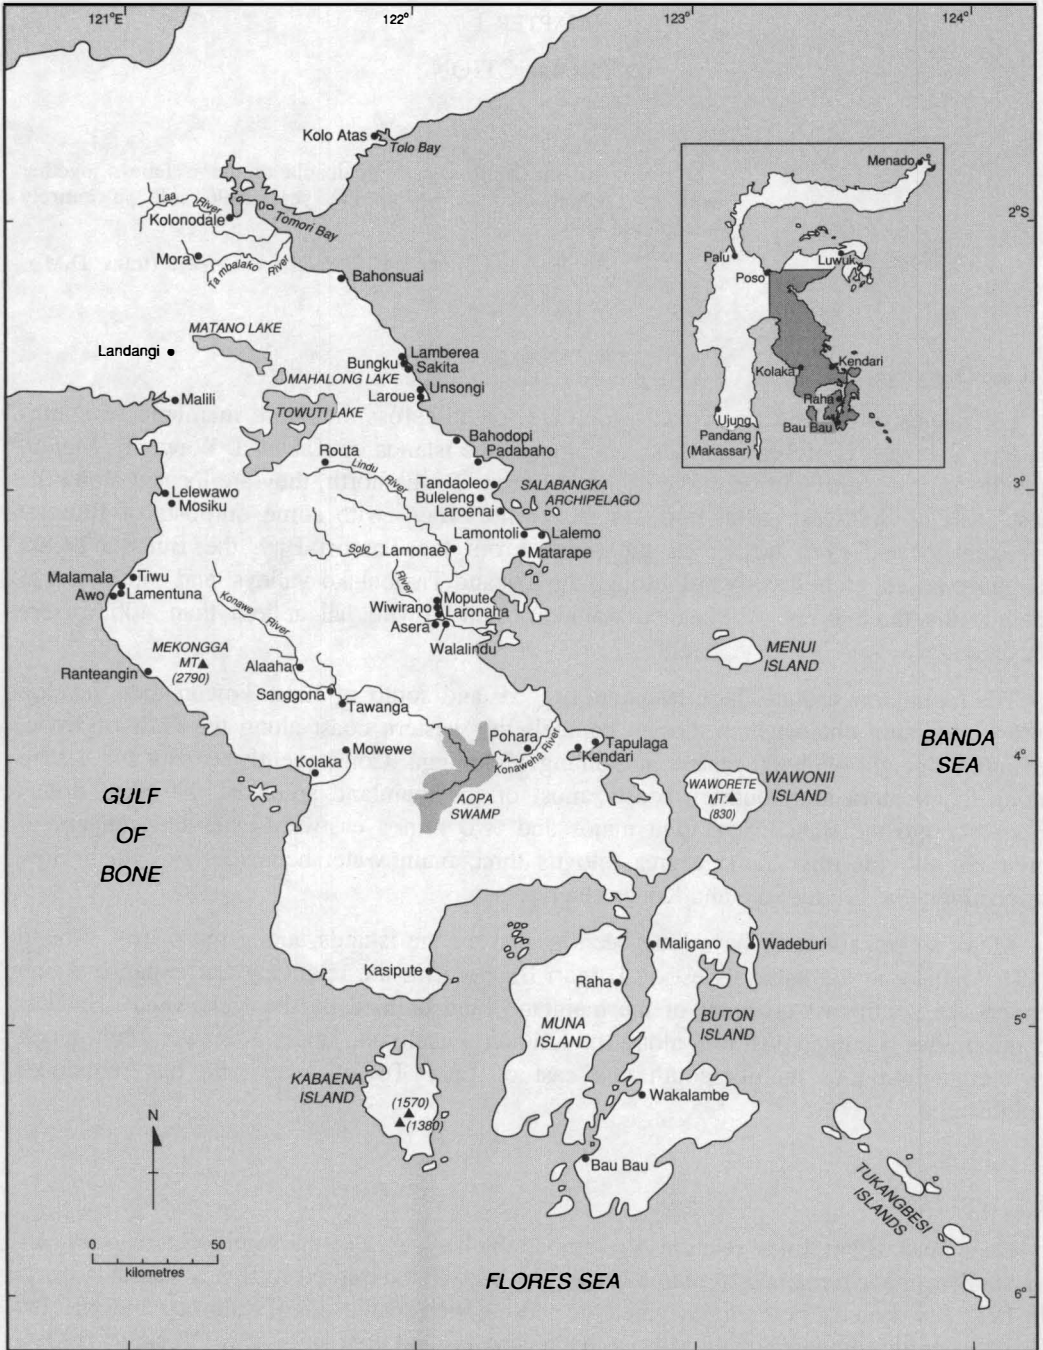 121°E
122°
123°
124°
Kolo Atas
Tolo Bay
Menado
Laa River
Kolonodale
Tomori Bay
2°S
Mora
Tambalako River
Bahonsuai
Palu
Poso
Luwuk
MATANO LAKE
Landangi
Lamberea
Bungku
Sakita
MAHALONG LAKE
Unsongi
Laroue
Kendari
Kolaka
Raha
Bau Bau
Ujung
Pandang
(Makassar)
Malili
TOWUTI LAKE
Bahodopi
Padabaho
Routa
Lindu River
Tandaoleo
Buleleng
Laroenai
SALABANGKA
ARCHIPELAGO
3°
Lelewawo
Mosiku
Lamontoli
Lalemo
Solo River
Lamonae
Matarape
Malamala
Tiwu
Awo
Lamentuna
Konawe River
Mopute
Wiwirano
Laronaha
Asera
Walalindu
MEKONGGA
MT
(2790)
Ranteangin
Alaaha
Sanggona
Tawanga
MENUI
ISLAND
Pohara
Konaweha River
Tapulaga
Kendari
Mowewe
Kolaka
BANDA
SEA
4°
AOPA
SWAMP
WAWORETE
MT.
(830)
WAWONII
ISLAND
GULF
OF
BONE
Maligano
Wadeburi
Kasipute
Raha
MUNA
ISLAND
BUTON
ISLAND
5°
KABAENA
ISLAND
(1570)
(1380)
Wakalambe
N
Bau Bau
TUKANGBESI
ISLANDS
0 50
kilometres
FLORES SEA
6°